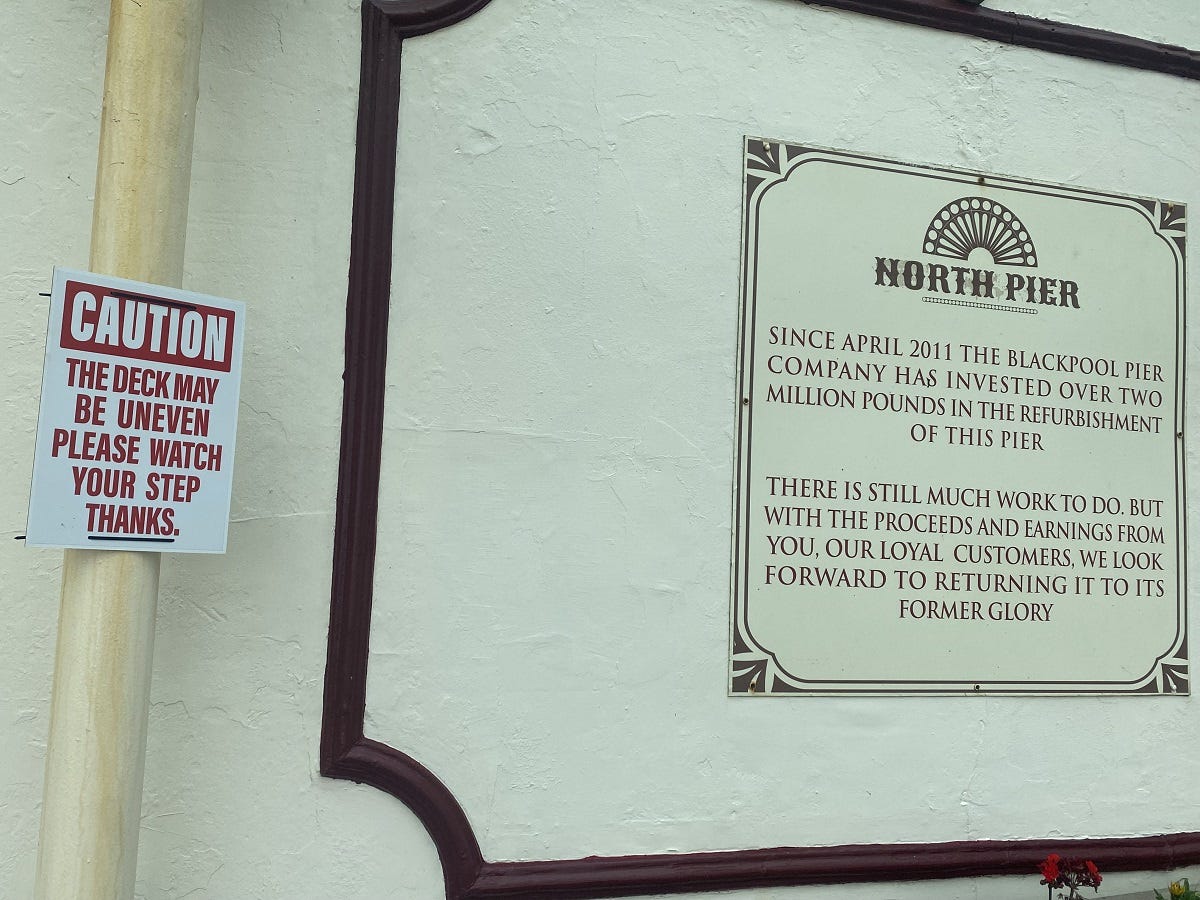 CAUTION
THE DECK MAY
BE UNEVEN
PLEASE WATCH
YOUR STEP
THANKS.
NORTH PIER
SINCE APRIL 2011 THE BLACKPOOL PIER
COMPANY HAS INVESTED OVER TWO
MILLION POUNDS IN THE REFURBISHMENT
OF THIS PIER
THERE IS STILL MUCH WORK TO DO. BUT
WITH THE PROCEEDS AND EARNINGS FROM
YOU, OUR LOYAL CUSTOMERS, WE LOOK
FORWARD TO RETURNING IT TO ITS
FORMER GLORY